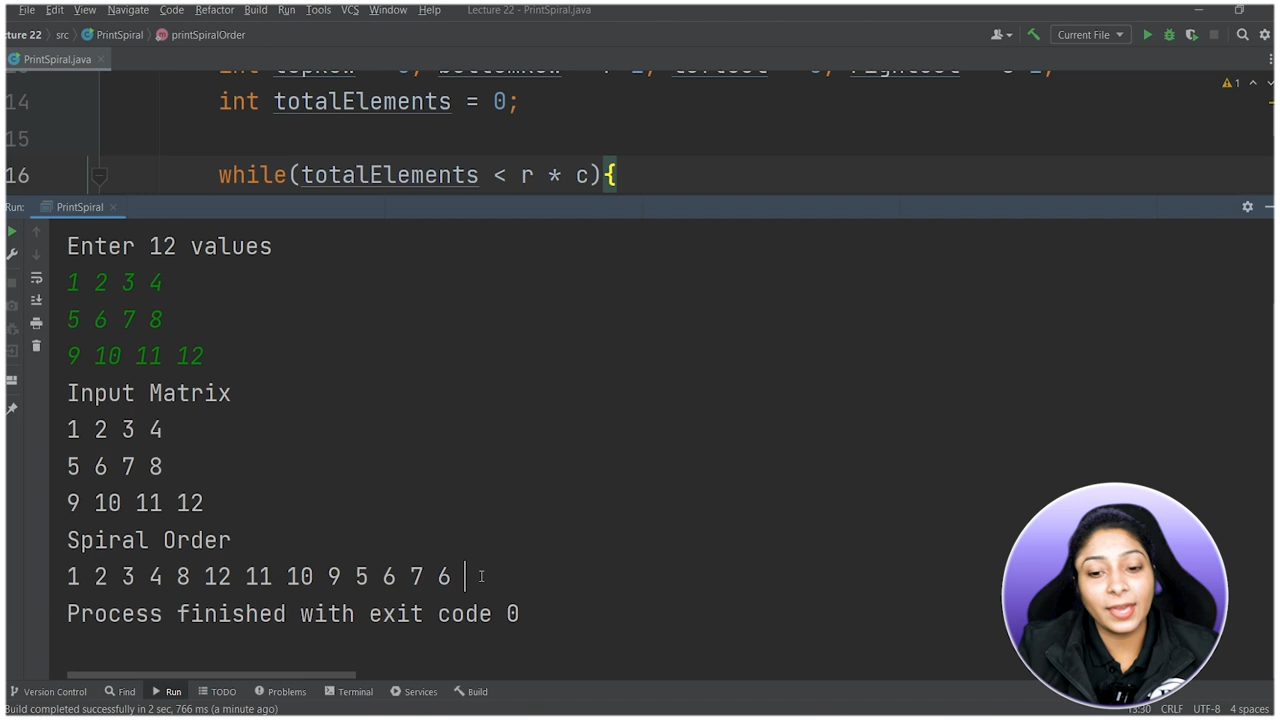 File Edit View Navigate Code Refactor Build Run Tools VCS Window Help Lecture 22 - PrintSpiral.java
ture 22 src PrintSpiral printSpiralOrder Current File
PrintSpiral.java
14 int totalElements = 0;
1
15
16 while(totalElements < r * c){
Run: PrintSpiral
Enter 12 values
1 2 3 4
5 6 7 8
9 10 11 12
Input Matrix
1 2 3 4
5 6 7 8
9 10 11 12
Spiral Order
1 2 3 4 8 12 11 10 9 5 6 7 6
Process finished with exit code 0
Version Control Find Run TODO Problems Terminal Services Build
Build completed successfully in 2 sec, 766 ms (a minute ago) 13:30 CRLF UTF-8 4 spaces